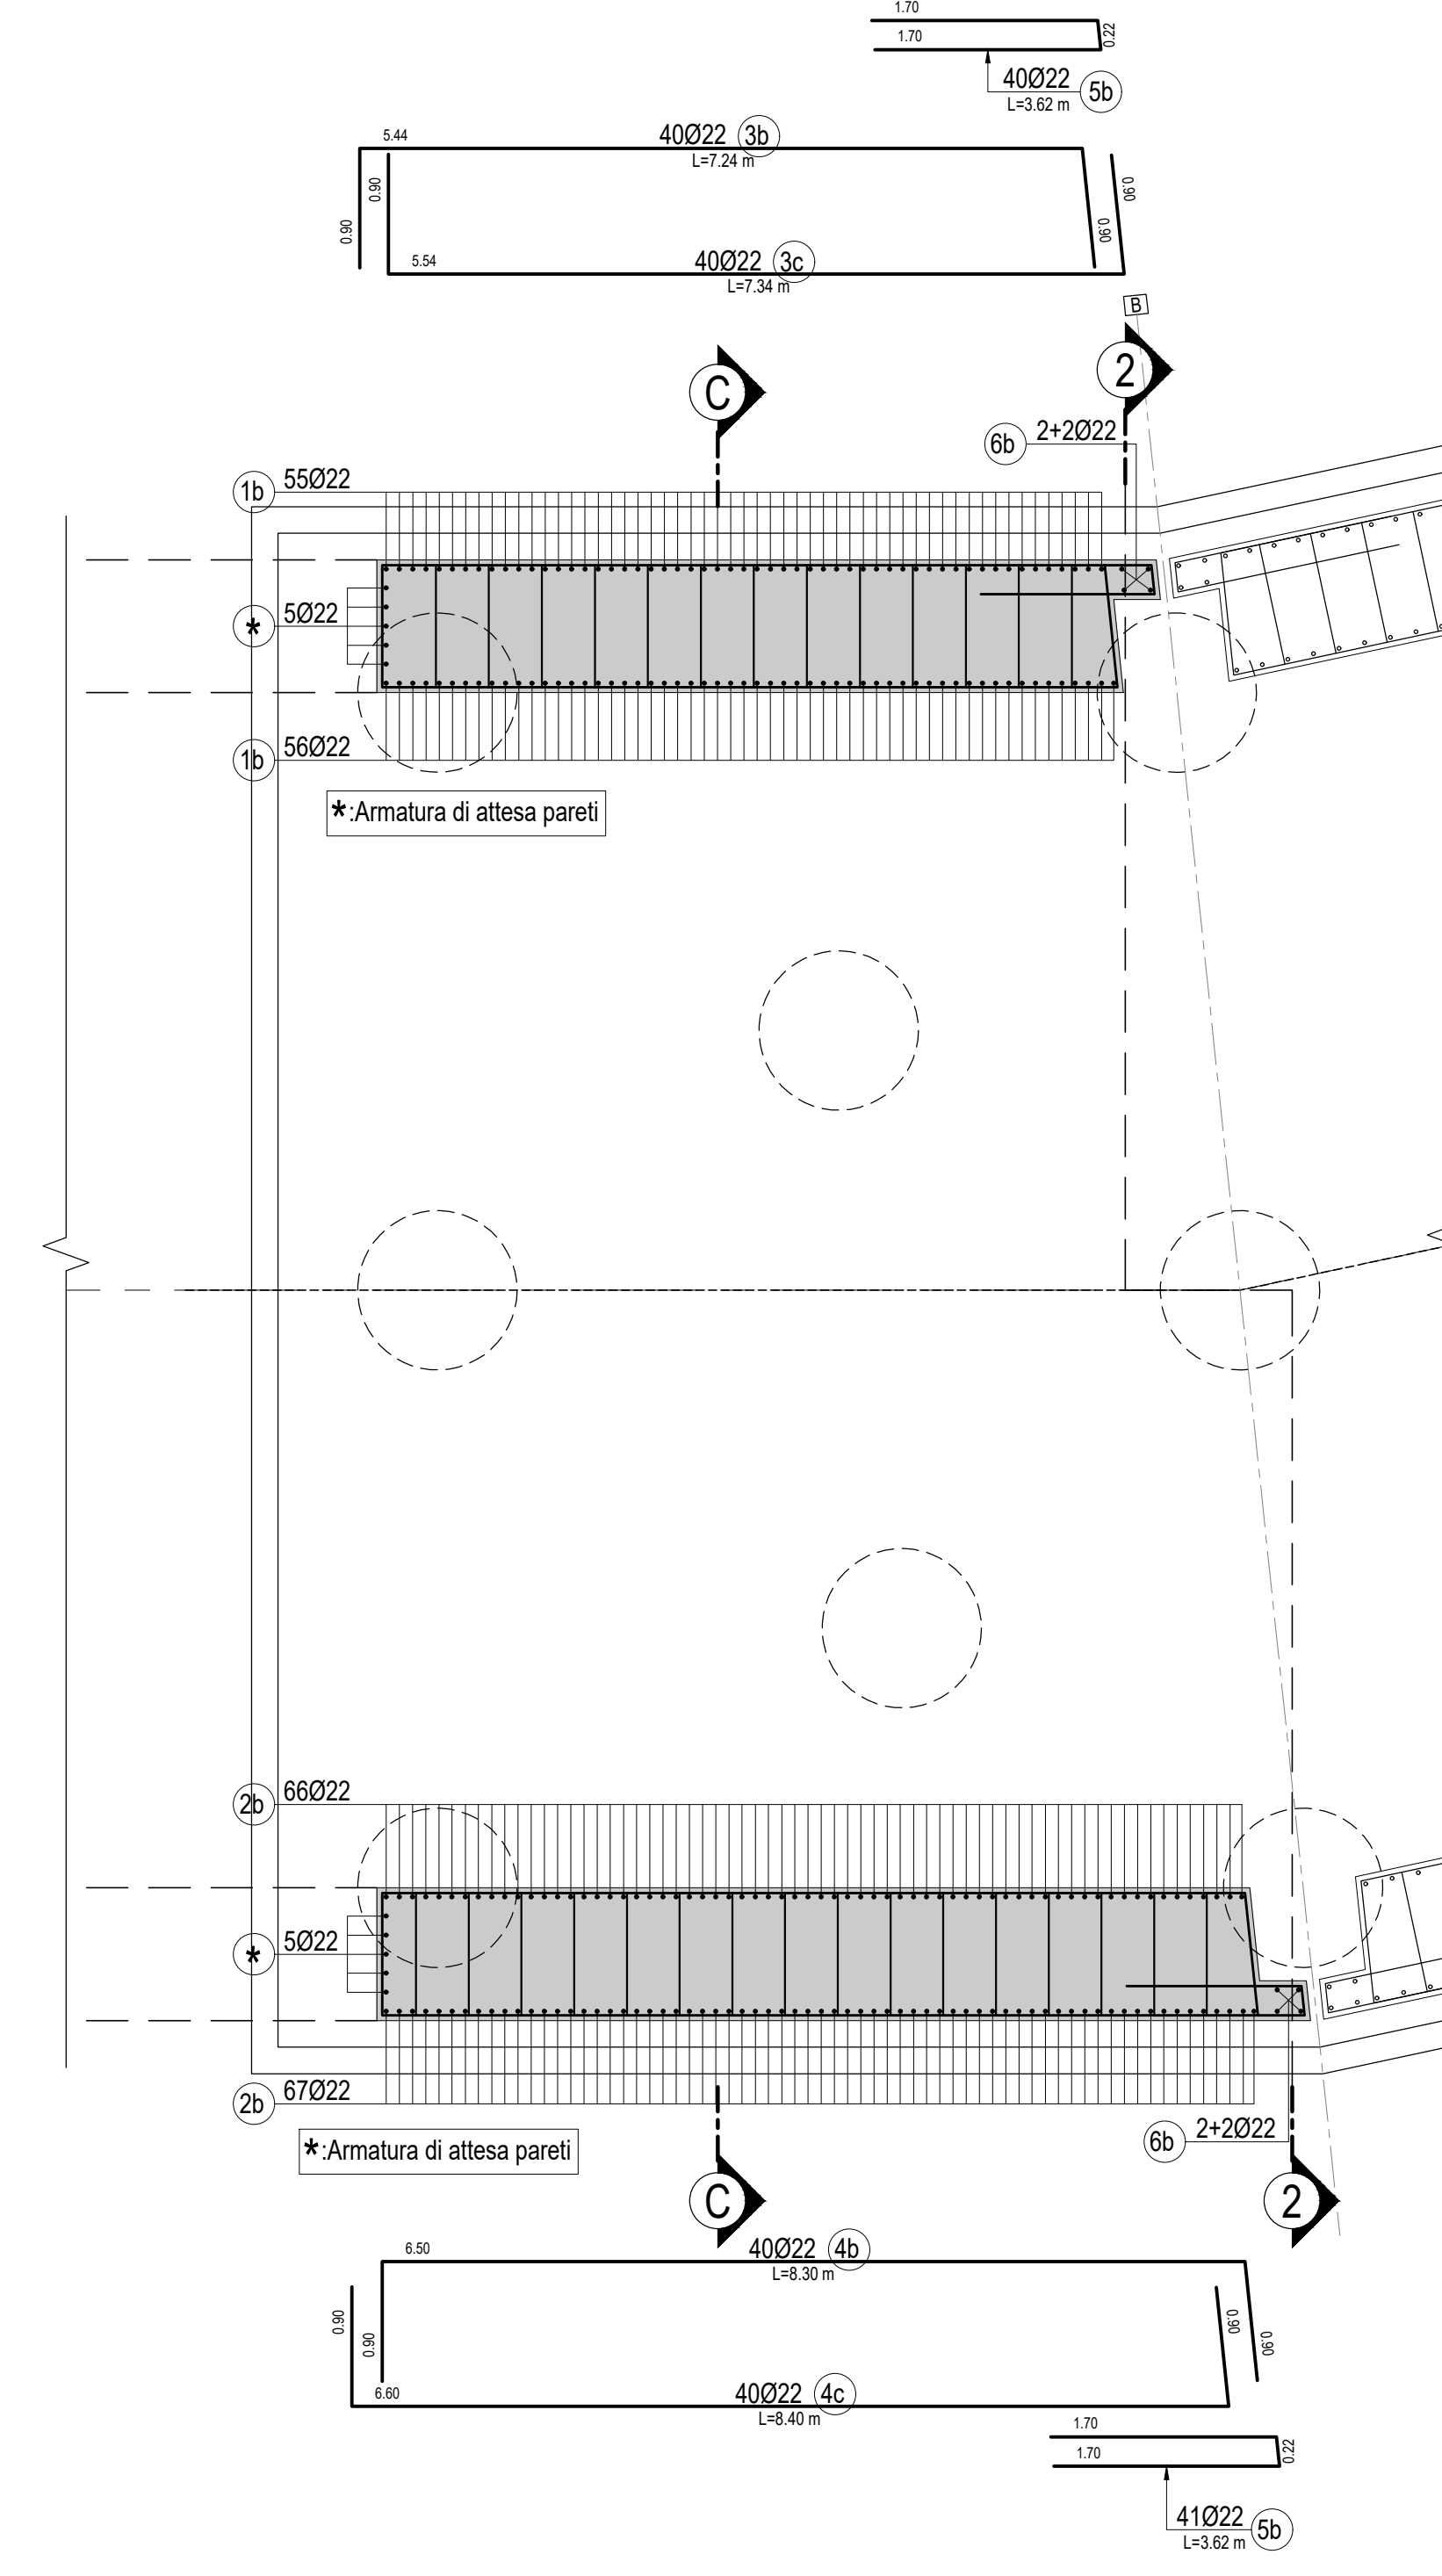 1.70
1.70
0.22
40Ø22 5b
L=3.62 m
5.44
40Ø22 3b
L=7.24 m
0.90
0.90
0.90
0.90
5.54
40Ø22 3c
L=7.34 m
B
2
C
6b 2+2Ø22
1b 55Ø22
* 5Ø22
1b 56Ø22
*:Armatura di attesa pareti
2b 66Ø22
* 5Ø22
2b 67Ø22
*:Armatura di attesa pareti
6b 2+2Ø22
C
2
6.50
40Ø22 4b
L=8.30 m
0.90
0.90
0.90
0.90
6.60
40Ø22 4c
L=8.40 m
1.70
1.70
0.22
41Ø22 5b
L=3.62 m